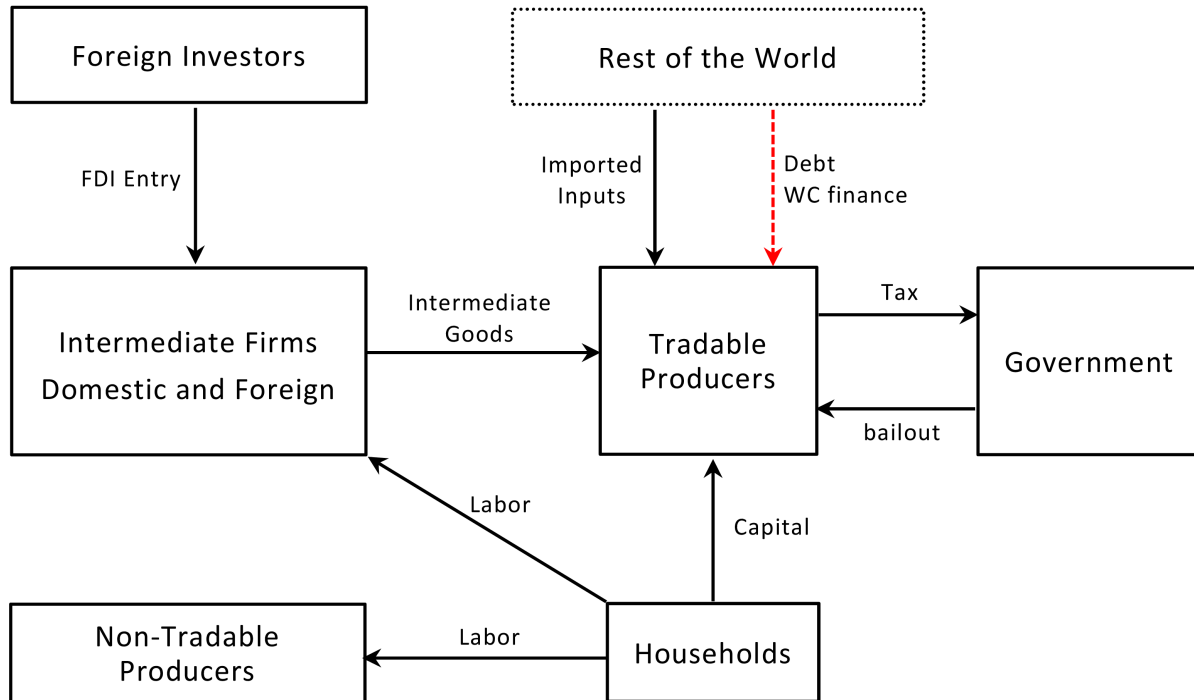 Foreign Investors
Rest of the World
FDI Entry
Imported
Inputs
Debt
WC finance
Intermediate Firms
Domestic and Foreign
Intermediate
Goods
Tradable
Producers
Tax
bailout
Government
Labor
Capital
Non-Tradable
Producers
Labor
Households